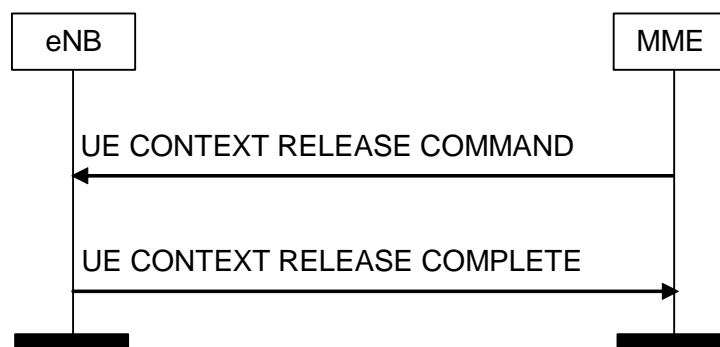 eNB
MME
UE CONTEXT RELEASE COMMAND
UE CONTEXT RELEASE COMPLETE